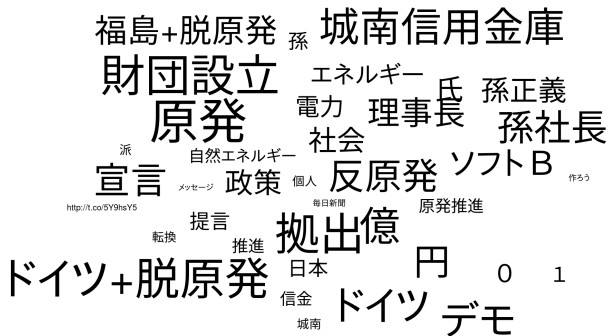 福島+脱原発
孫
城南信用金庫
財団設立
エネルギー
氏
孫正義
原発
電力
理事長
孫社長
社会
派
自然エネルギー
宣言
メッセージ
政策
個人
反原発
ソフトB
作ろう
http://t.co/5Y9hsY5
毎日新聞
原発推進
提言
拠出
億
転換
推進
円
ドイツ+脱原発
日本
0
1
信金
ドイツ
デモ
城南